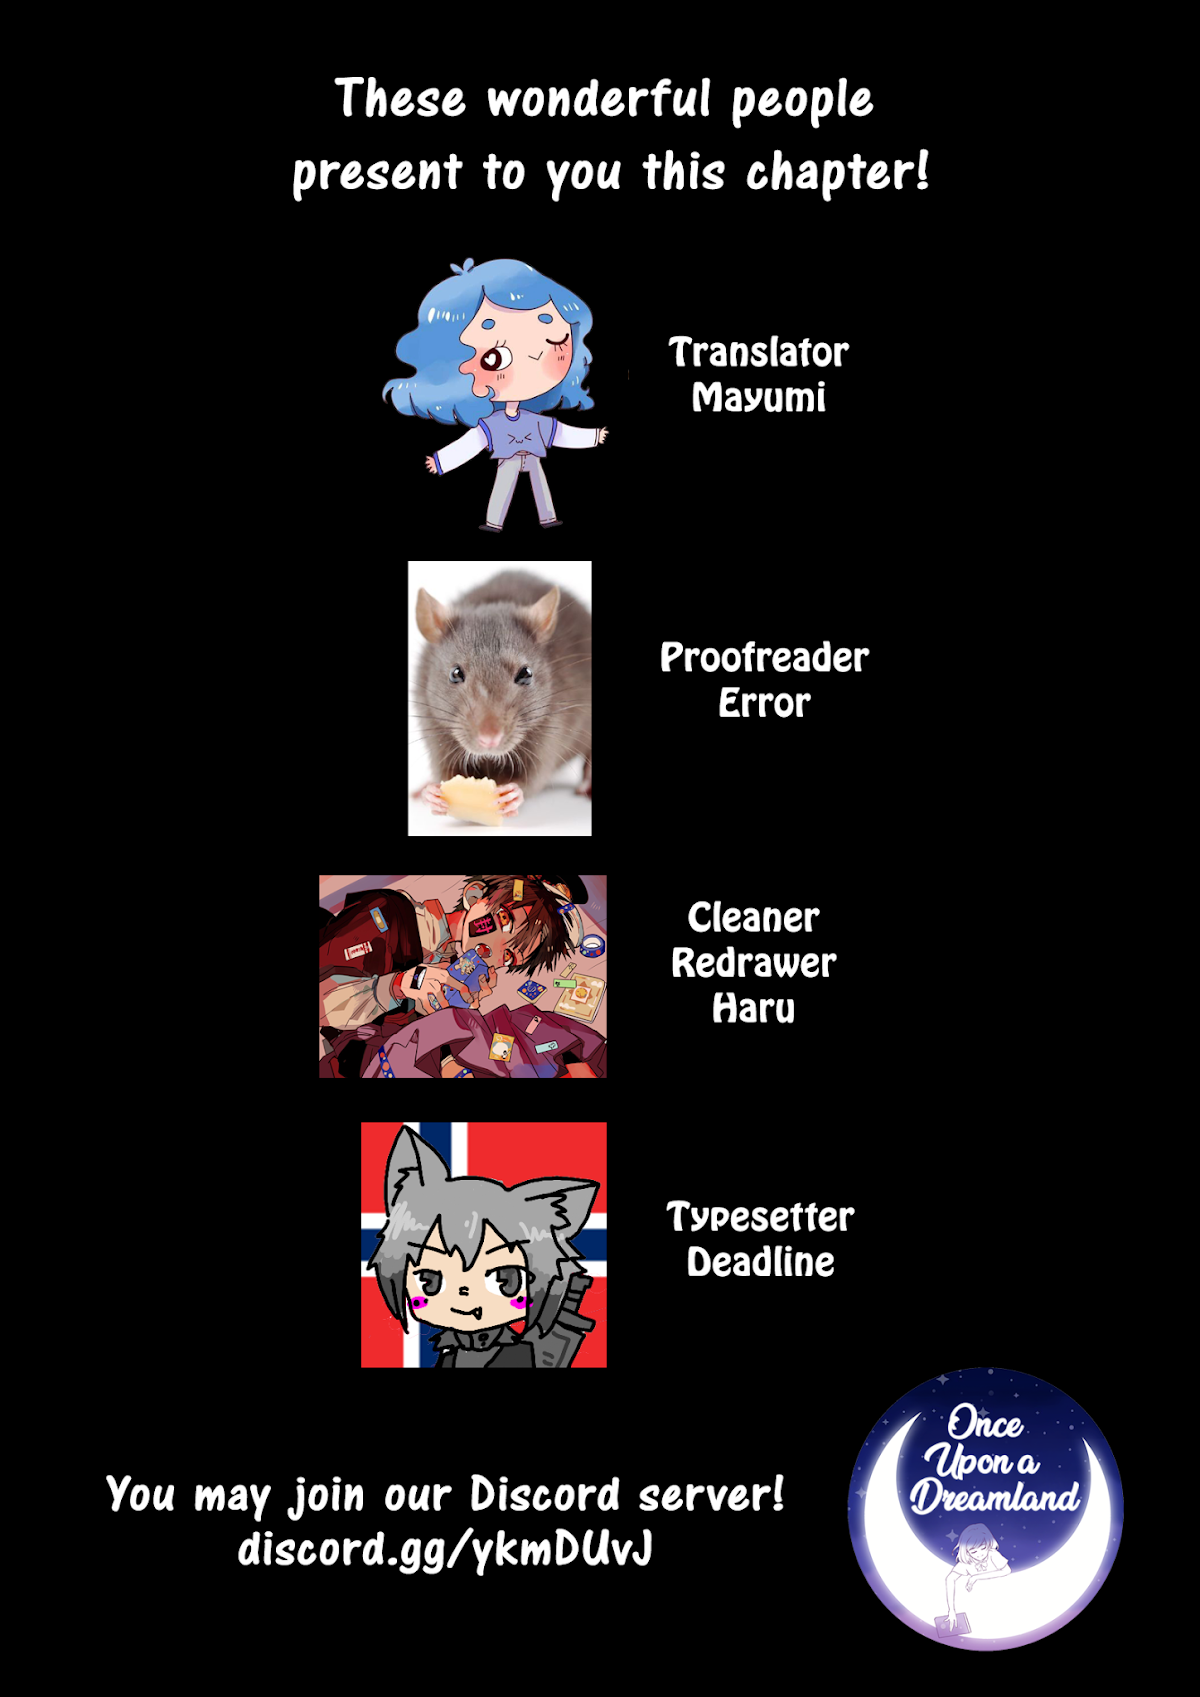 These wonderful people
present to you this chapter!
Translator
Mayumi
Proofreader
Error
Cleaner
Redrawer
Haru
封
Typesetter
Deadline
Once
Upon a
Dreamland
You may join our Discord server!
discord.gg/ykmDUvJ